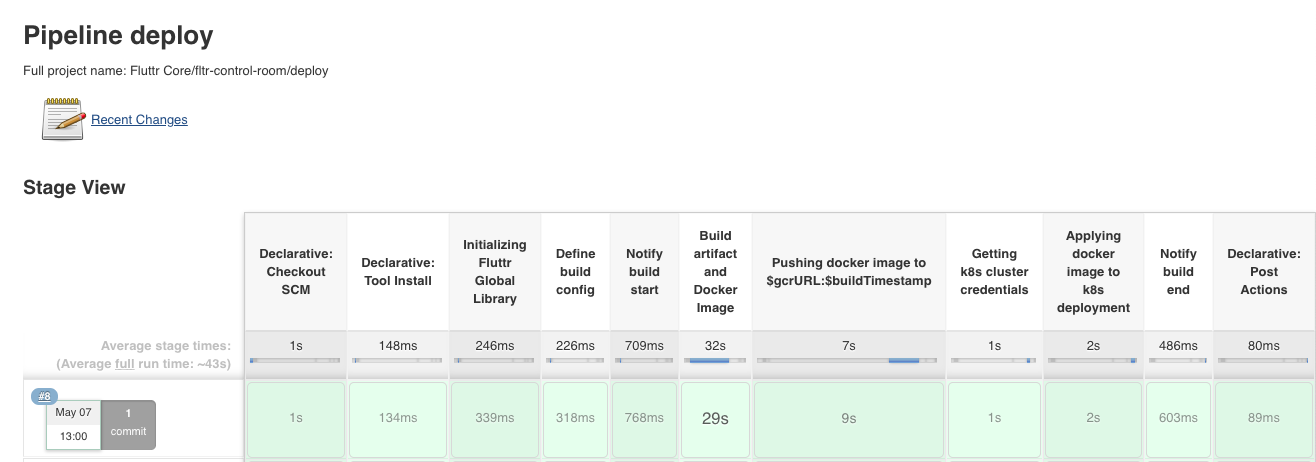 Pipeline deploy
Full project name: Fluttr Core/fltr-control-room/deploy
Recent Changes
Stage View
Declarative:
Checkout
SCM
Declarative:
Tool Install
Initializing
Fluttr
Global
Library
Define
build
config
Notify
build
start
Build
artifact
and
Docker
Image
Pushing docker image to
$gcrURL:$buildTimestamp
Getting
k8s cluster
credentials
Applying
docker
image to
k8s
deployment
Notify
build
end
Declarative:
Post
Actions
Average stage times:
(Average full run time: ~43s)
1s
148ms
246ms
226ms
709ms
32s
7s
1s
2s
486ms
80ms
#8
May 07
13:00
1
commit
1s
134ms
339ms
318ms
768ms
29s
9s
1s
2s
603ms
89ms